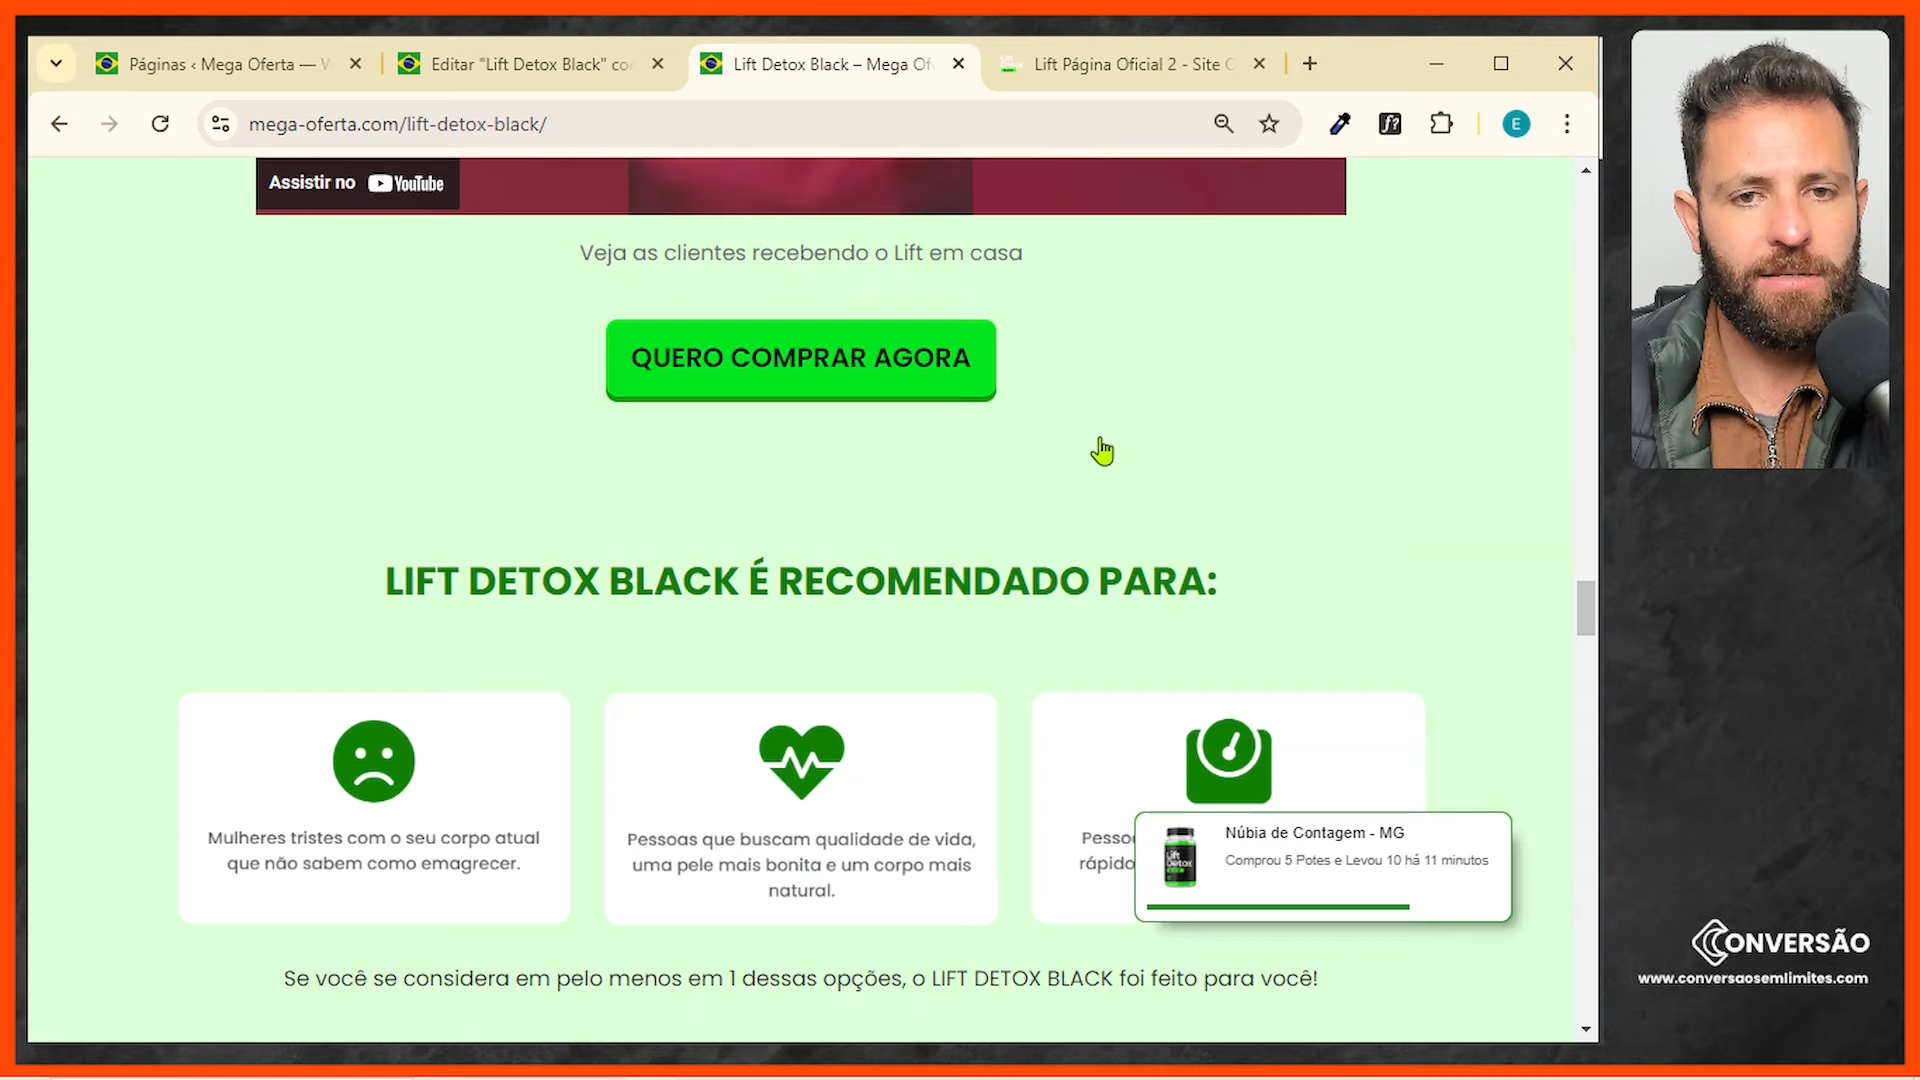 Páginas ‹ Mega Oferta —
Editar "Lift Detox Black" co
Lift Detox Black – Mega Of
Lift Página Oficial 2 - Site
mega-oferta.com/lift-detox-black/
E
Assistir no YouTube
Veja as clientes recebendo o Lift em casa
QUERO COMPRAR AGORA
LIFT DETOX BLACK É RECOMENDADO PARA:
Mulheres tristes com o seu corpo atual
que não sabem como emagrecer.
Pessoas que buscam qualidade de vida,
uma pele mais bonita e um corpo mais
natural.
Pesso
rápido
Lift
Detox
Núbia de Contagem - MG
Comprou 5 Potes e Levou 10 há 11 minutos
Se você se considera em pelo menos em 1 dessas opções, o LIFT DETOX BLACK foi feito para você!
CONVERSÃO
www.conversaosemlimites.com